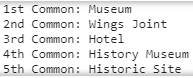 1st Common: Museum
2nd Common: Wings Joint
3rd Common: Hotel
4th Common: History Museum
5th Common: Historic Site